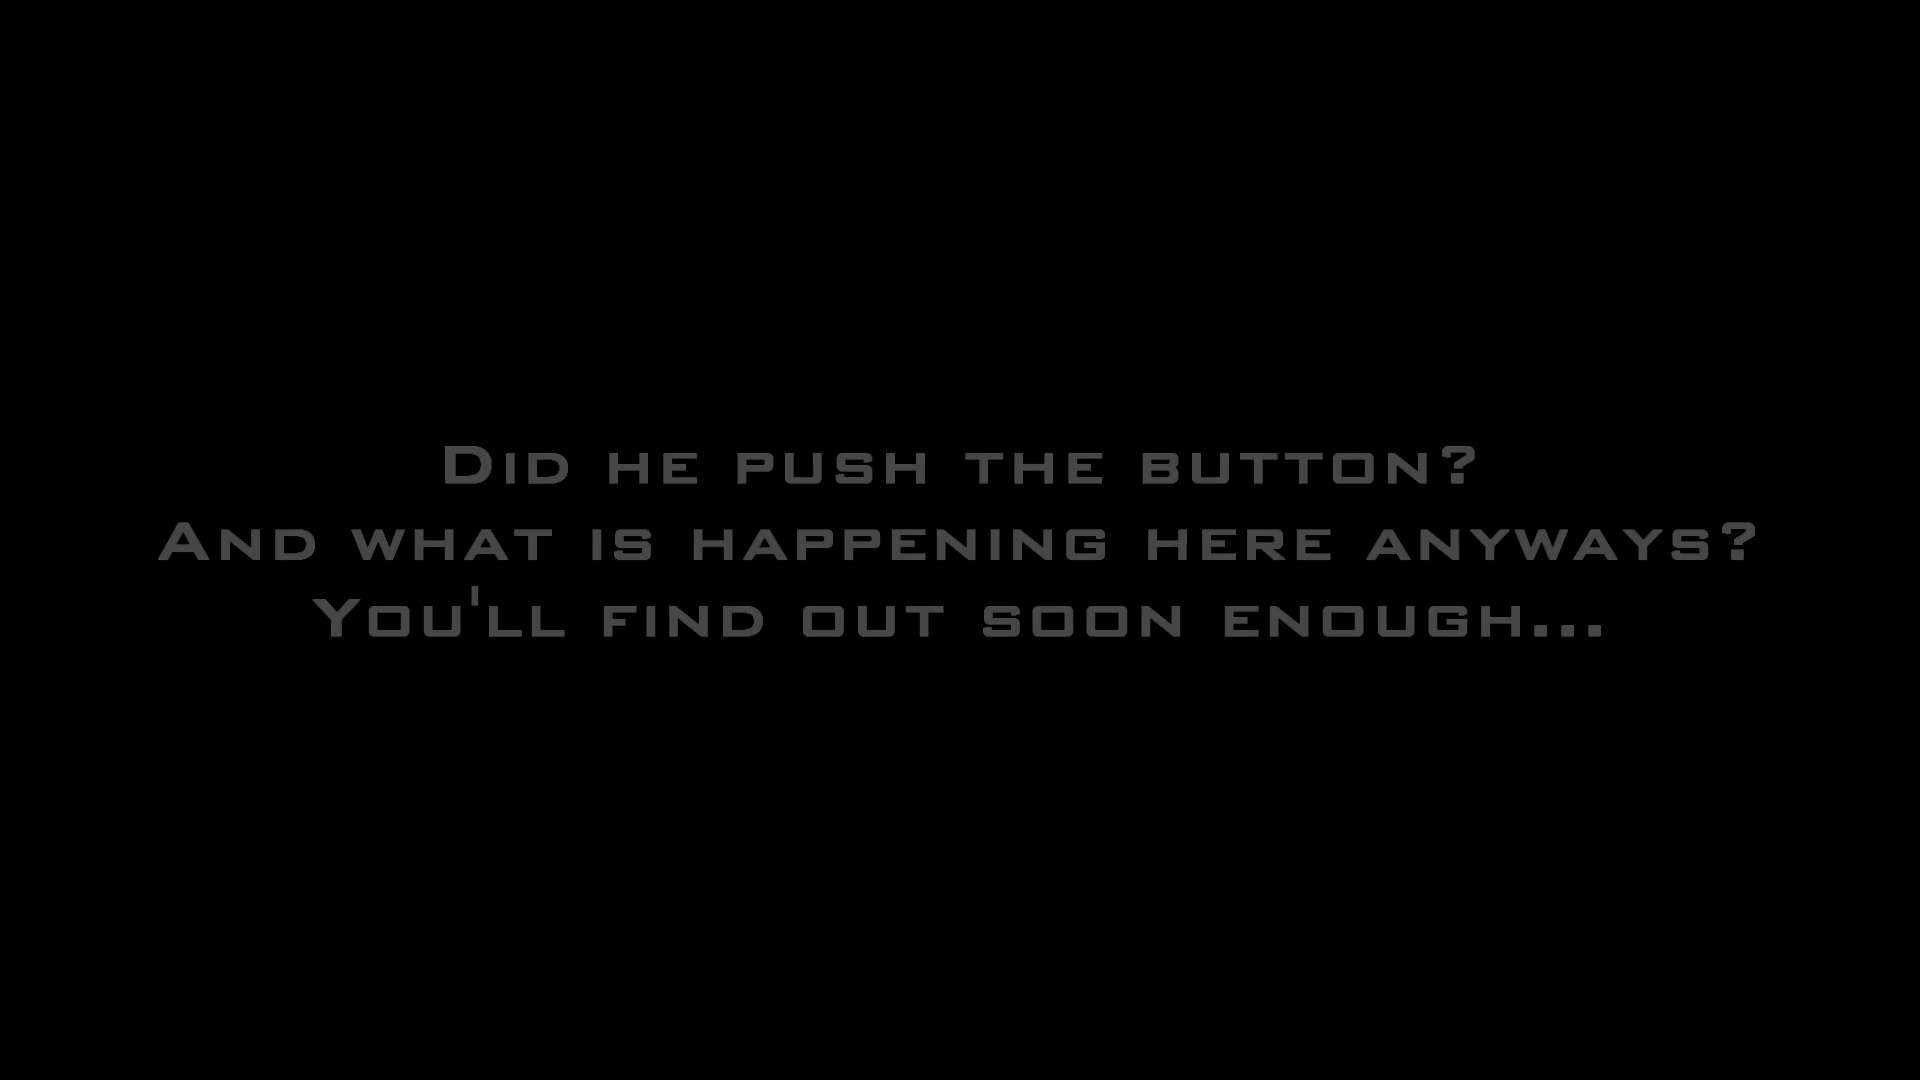 Did he push the button?
And what is happening here anyways?
You'll find out soon enough...